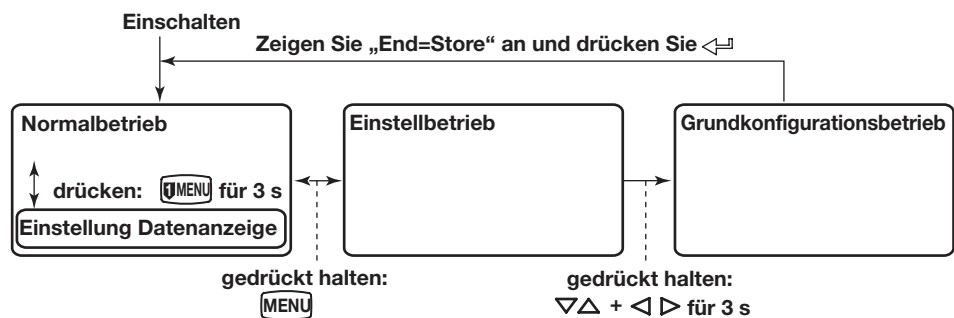 Einschalten
Zeigen Sie „End=Store“ an und drücken Sie
Normalbetrieb
drücken: MENU für 3 s
Einstellung Datenanzeige
Einstellbetrieb
Grundkonfigurationsbetrieb
gedrückt halten:
MENU
gedrückt halten:
▽△ + ◁ ▷ für 3 s